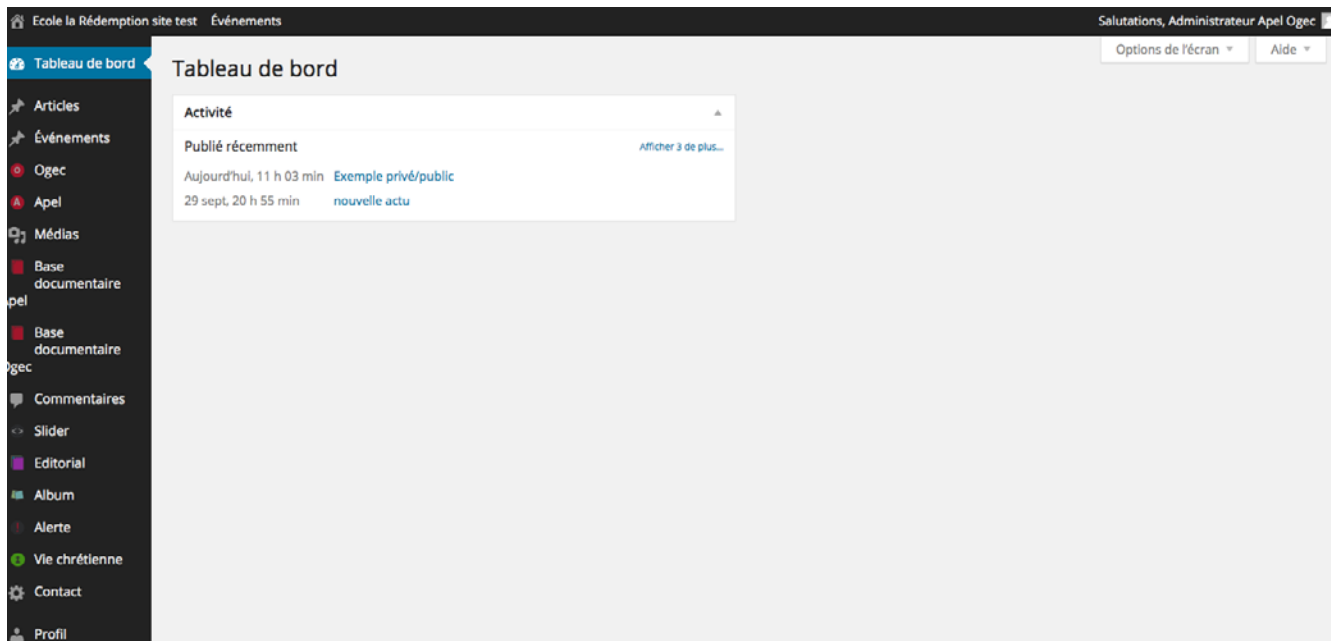 Ecole la Rédemption site test Événements Salutations, Administrateur Apel Ogec
Options de l'écran Aide
Tableau de bord
Articles
Événements
Ogec
Apel
Médias
Base
documentaire
pel
Base
documentaire
Ogec
Commentaires
Slider
Editorial
Album
Alerte
Vie chrétienne
Contact
Profil
Tableau de bord
Activité
Publié récemment Afficher 3 de plus...
Aujourd'hui, 11 h 03 min Exemple privé/public
29 sept, 20 h 55 min nouvelle actu